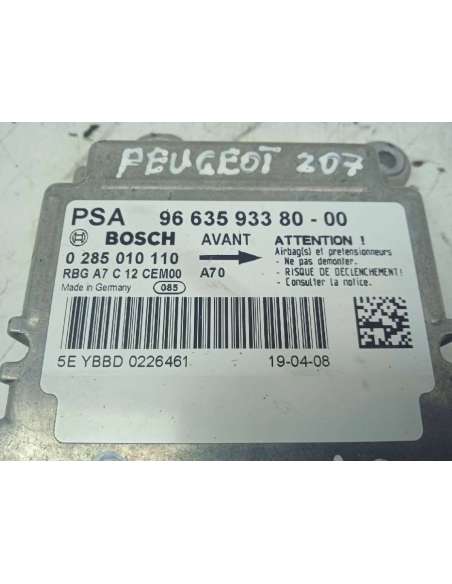 PEUGEOT 207
PSA 96 635 933 80 - 00
BOSCH AVANT ATTENTION !
0 285 010 110 Airbag(s) et pretensionneurs
- Ne pas demonter.
RBG A7 C 12 CEM00 A70 - RISQUE DE DECLENCHEMENT!
Made in Germany 085 - Consulter la notice.
5E YBBD 0226461 19-04-08